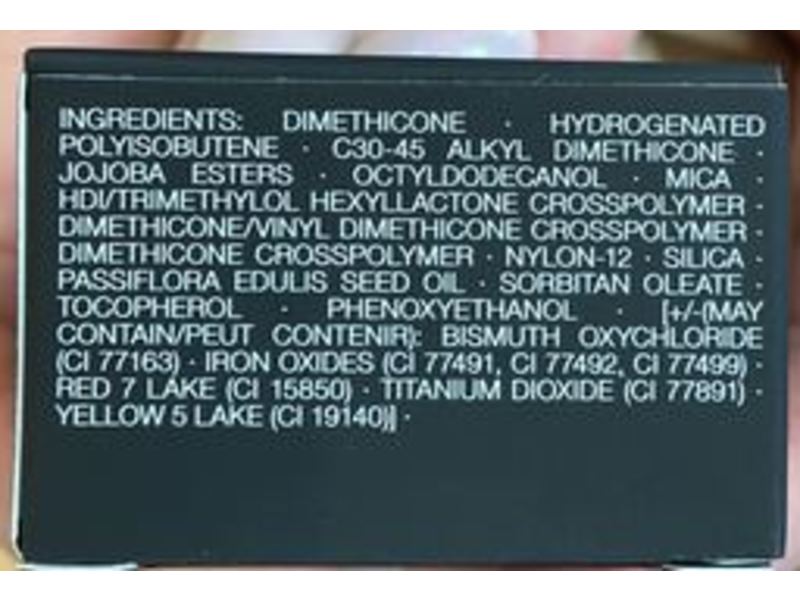 INGREDIENTS: DIMETHICONE · HYDROGENATED
POLYISOBUTENE · C30-45 ALKYL DIMETHICONE ·
JOJOBA ESTERS · OCTYLDODECANOL · MICA ·
HDI/TRIMETHYLOL HEXYLLACTONE CROSSPOLYMER ·
DIMETHICONE/VINYL DIMETHICONE CROSSPOLYMER ·
DIMETHICONE CROSSPOLYMER · NYLON-12 · SILICA ·
PASSIFLORA EDULIS SEED OIL · SORBITAN OLEATE ·
TOCOPHEROL · PHENOXYETHANOL · [+/-(MAY
CONTAIN/PEUT CONTENIR): BISMUTH OXYCHLORIDE
(CI 77163) · IRON OXIDES (CI 77491, CI 77492, CI 77499) ·
RED 7 LAKE (CI 15850) · TITANIUM DIOXIDE (CI 77891) ·
YELLOW 5 LAKE (CI 19140)] ·